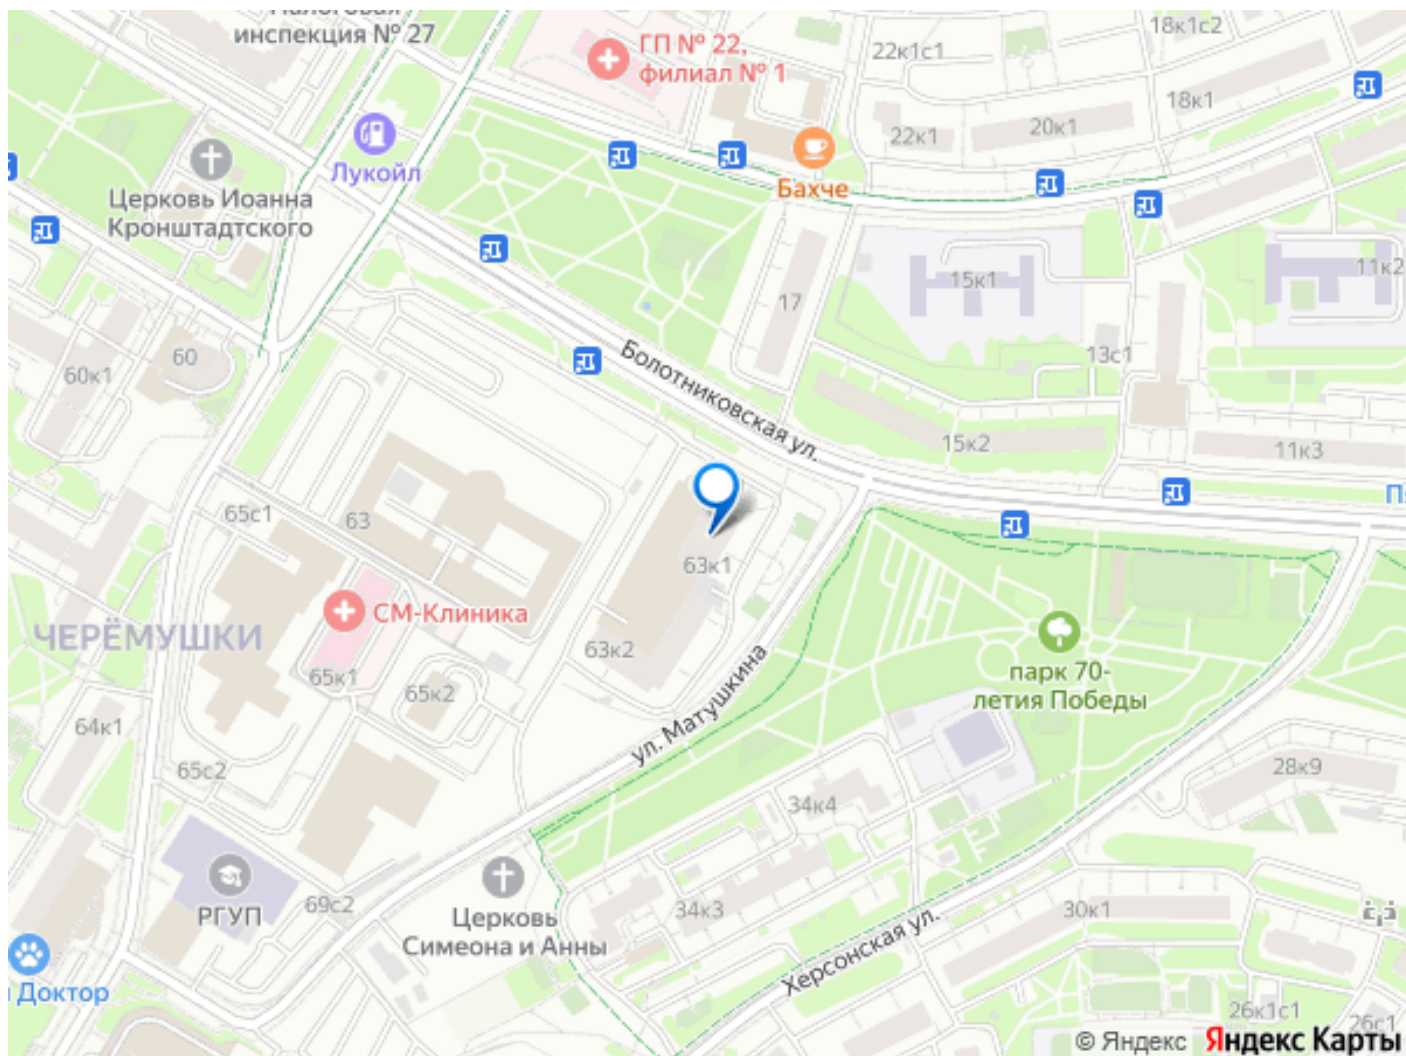 инспекция № 27
ГП № 22,
филиал № 1
22к1с1
18к1с2
18к1
22к1
20к1
Лукойл
Бахче
Церковь Иоанна
Кронштадтского
15к1
11к2
17
13с1
60
60к1
Болотниковская ул.
15к2
11к3
65с1
63
63к1
СМ-Клиника
ЧЕРЁМУШКИ
63к2
65к1
65к2
парк 70-
летия Победы
ул. Матушкина
64к1
65с2
28к9
34к4
РГУП
69с2
Церковь
Симеона и Анны
34к3
30к1
Херсонская ул.
Доктор
26к1с1
26с1
© Яндекс Яндекс Карты